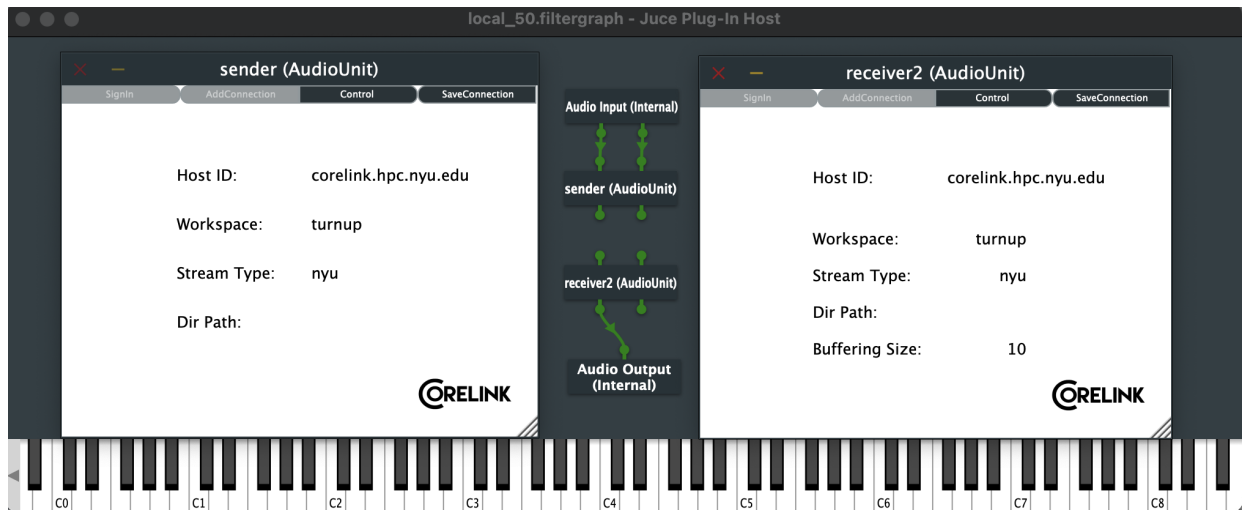 local_50.filtergraph - Juce Plug-In Host
sender (AudioUnit)
SignIn AddConnection Control SaveConnection
Host ID: corelink.hpc.nyu.edu
Workspace: turnup
Stream Type: nyu
Dir Path:
CORELINK
Audio Input (Internal)
sender (AudioUnit)
receiver2 (AudioUnit)
Audio Output
(Internal)
receiver2 (AudioUnit)
SignIn AddConnection Control SaveConnection
Host ID: corelink.hpc.nyu.edu
Workspace: turnup
Stream Type: nyu
Dir Path:
Buffering Size: 10
CORELINK
C0 C1 C2 C3 C4 C5 C6 C7 C8